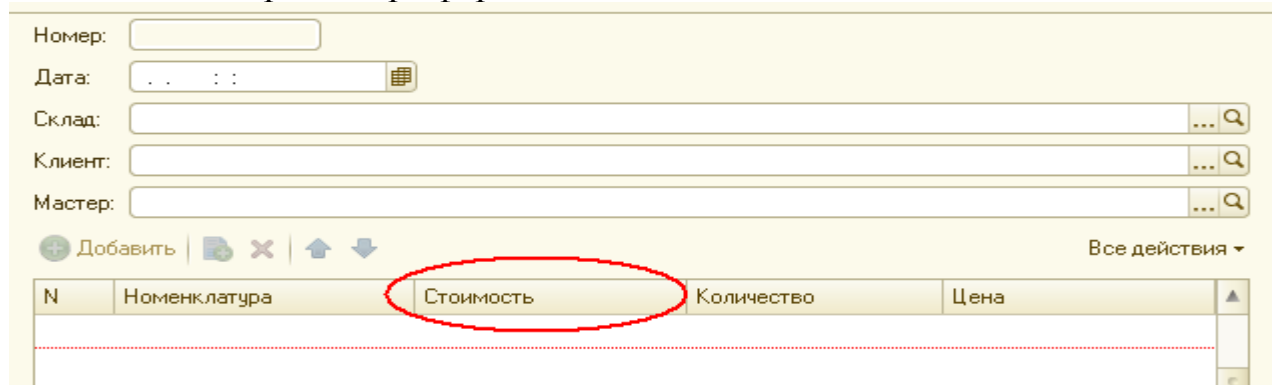 Номер:
Дата: . . : :
Склад: ...
Клиент: ...
Мастер: ...
Добавить Все действия
N Номенклатура Стоимость Количество Цена